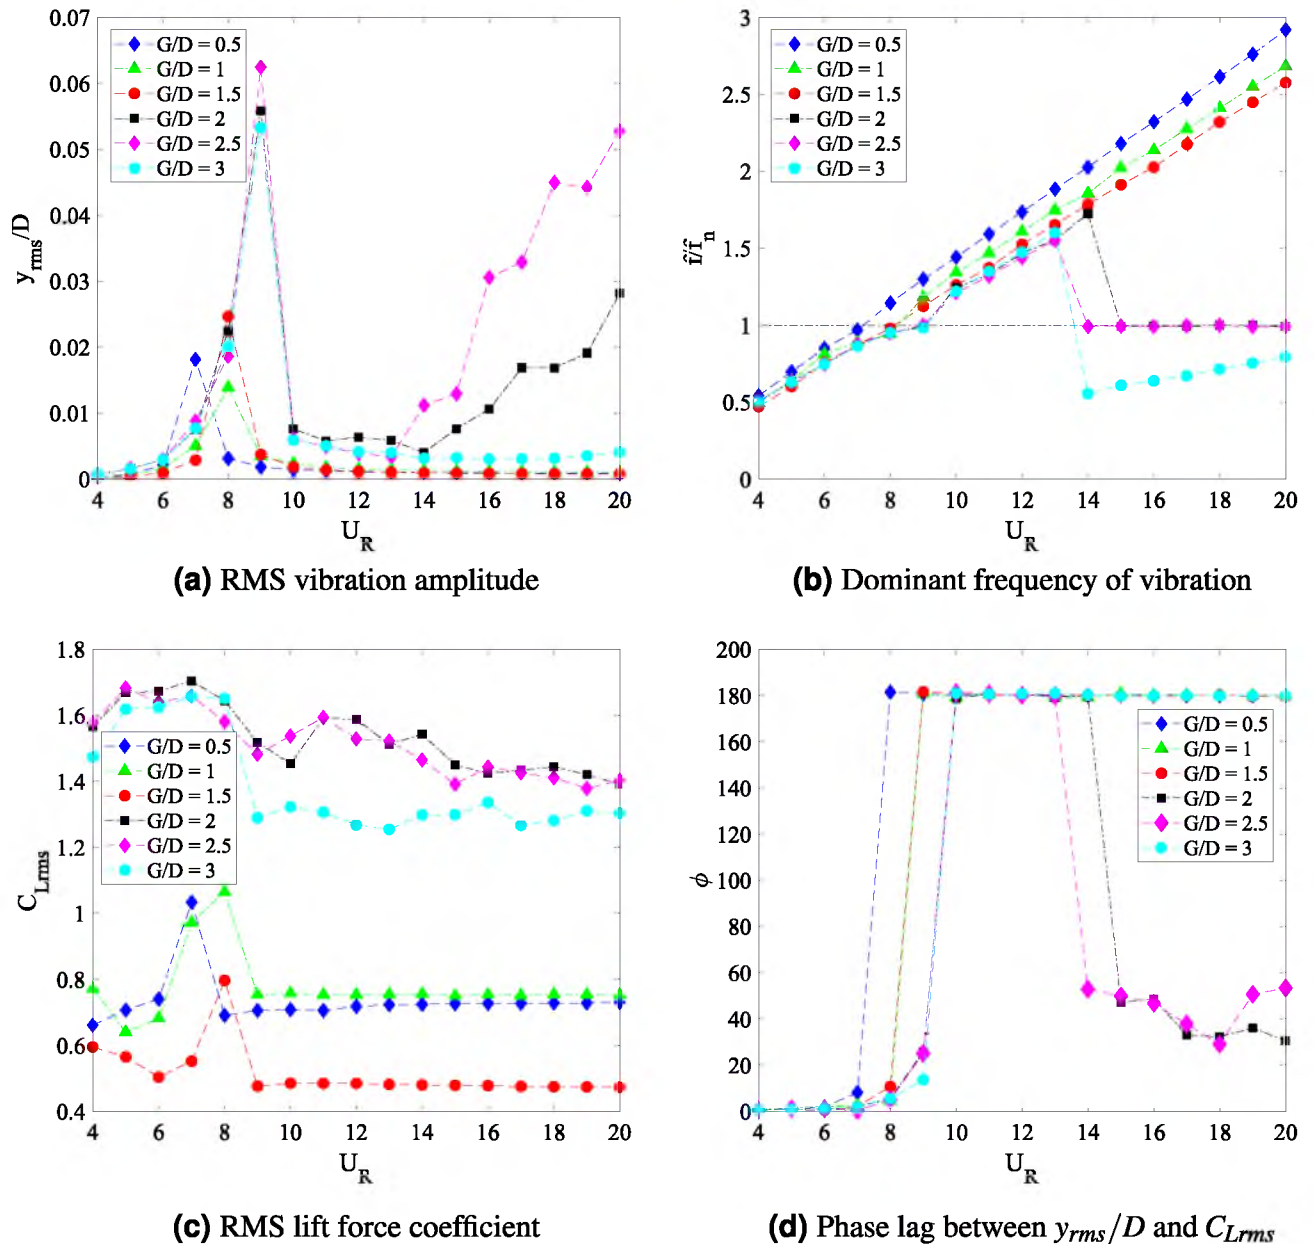 0.07
0.06
0.05
0.04
0.03
0.02
0.01
0
y_rms/D
G/D = 0.5
G/D = 1
G/D = 1.5
G/D = 2
G/D = 2.5
G/D = 3
4 6 8 10 12 14 16 18 20
U_R
(a) RMS vibration amplitude
3
2.5
2
1.5
1
0.5
0
f/f_n
G/D = 0.5
G/D = 1
G/D = 1.5
G/D = 2
G/D = 2.5
G/D = 3
4 6 8 10 12 14 16 18 20
U_R
(b) Dominant frequency of vibration
1.8
1.6
1.4
1.2
1
0.8
0.6
0.4
C_Lrms
G/D = 0.5
G/D = 1
G/D = 1.5
G/D = 2
G/D = 2.5
G/D = 3
4 6 8 10 12 14 16 18 20
U_R
(c) RMS lift force coefficient
200
180
160
140
120
100
80
60
40
20
0
ϕ
G/D = 0.5
G/D = 1
G/D = 1.5
G/D = 2
G/D = 2.5
G/D = 3
4 6 8 10 12 14 16 18 20
U_R
(d) Phase lag between y_rms/D and C_Lrms